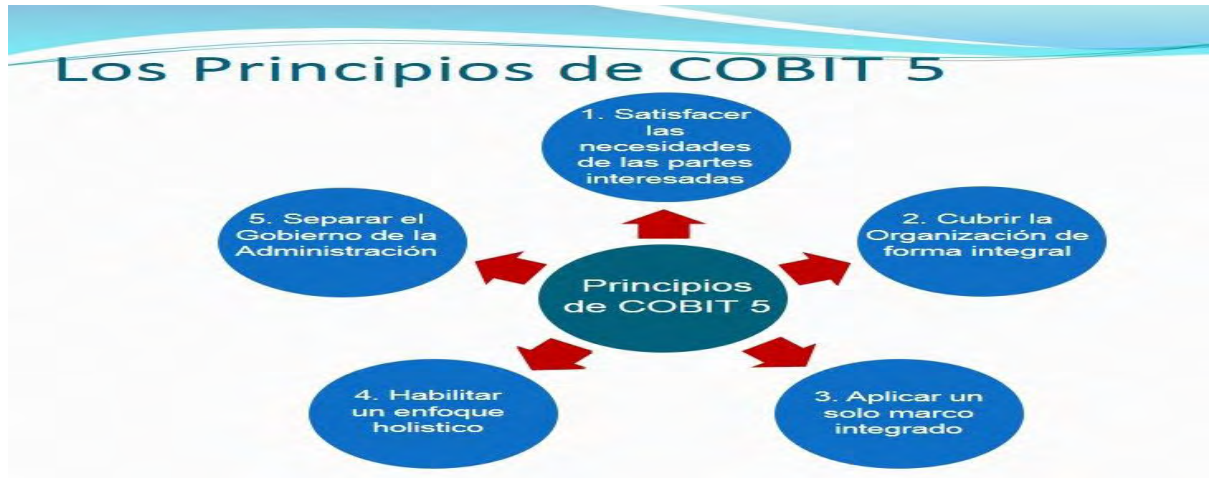 Los Principios de COBIT 5
1. Satisfacer
las
necesidades
de las partes
interesadas
5. Separar el
Gobierno de la
Administración
2. Cubrir la
Organización de
forma integral
Principios
de COBIT 5
4. Habilitar
un enfoque
holistico
3. Aplicar un
solo marco
integrado